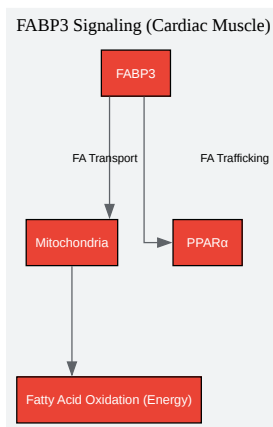 FABP3 Signaling (Cardiac Muscle)
FABP3
FA Transport
FA Trafficking
Mitochondria
PPARα
Fatty Acid Oxidation (Energy)